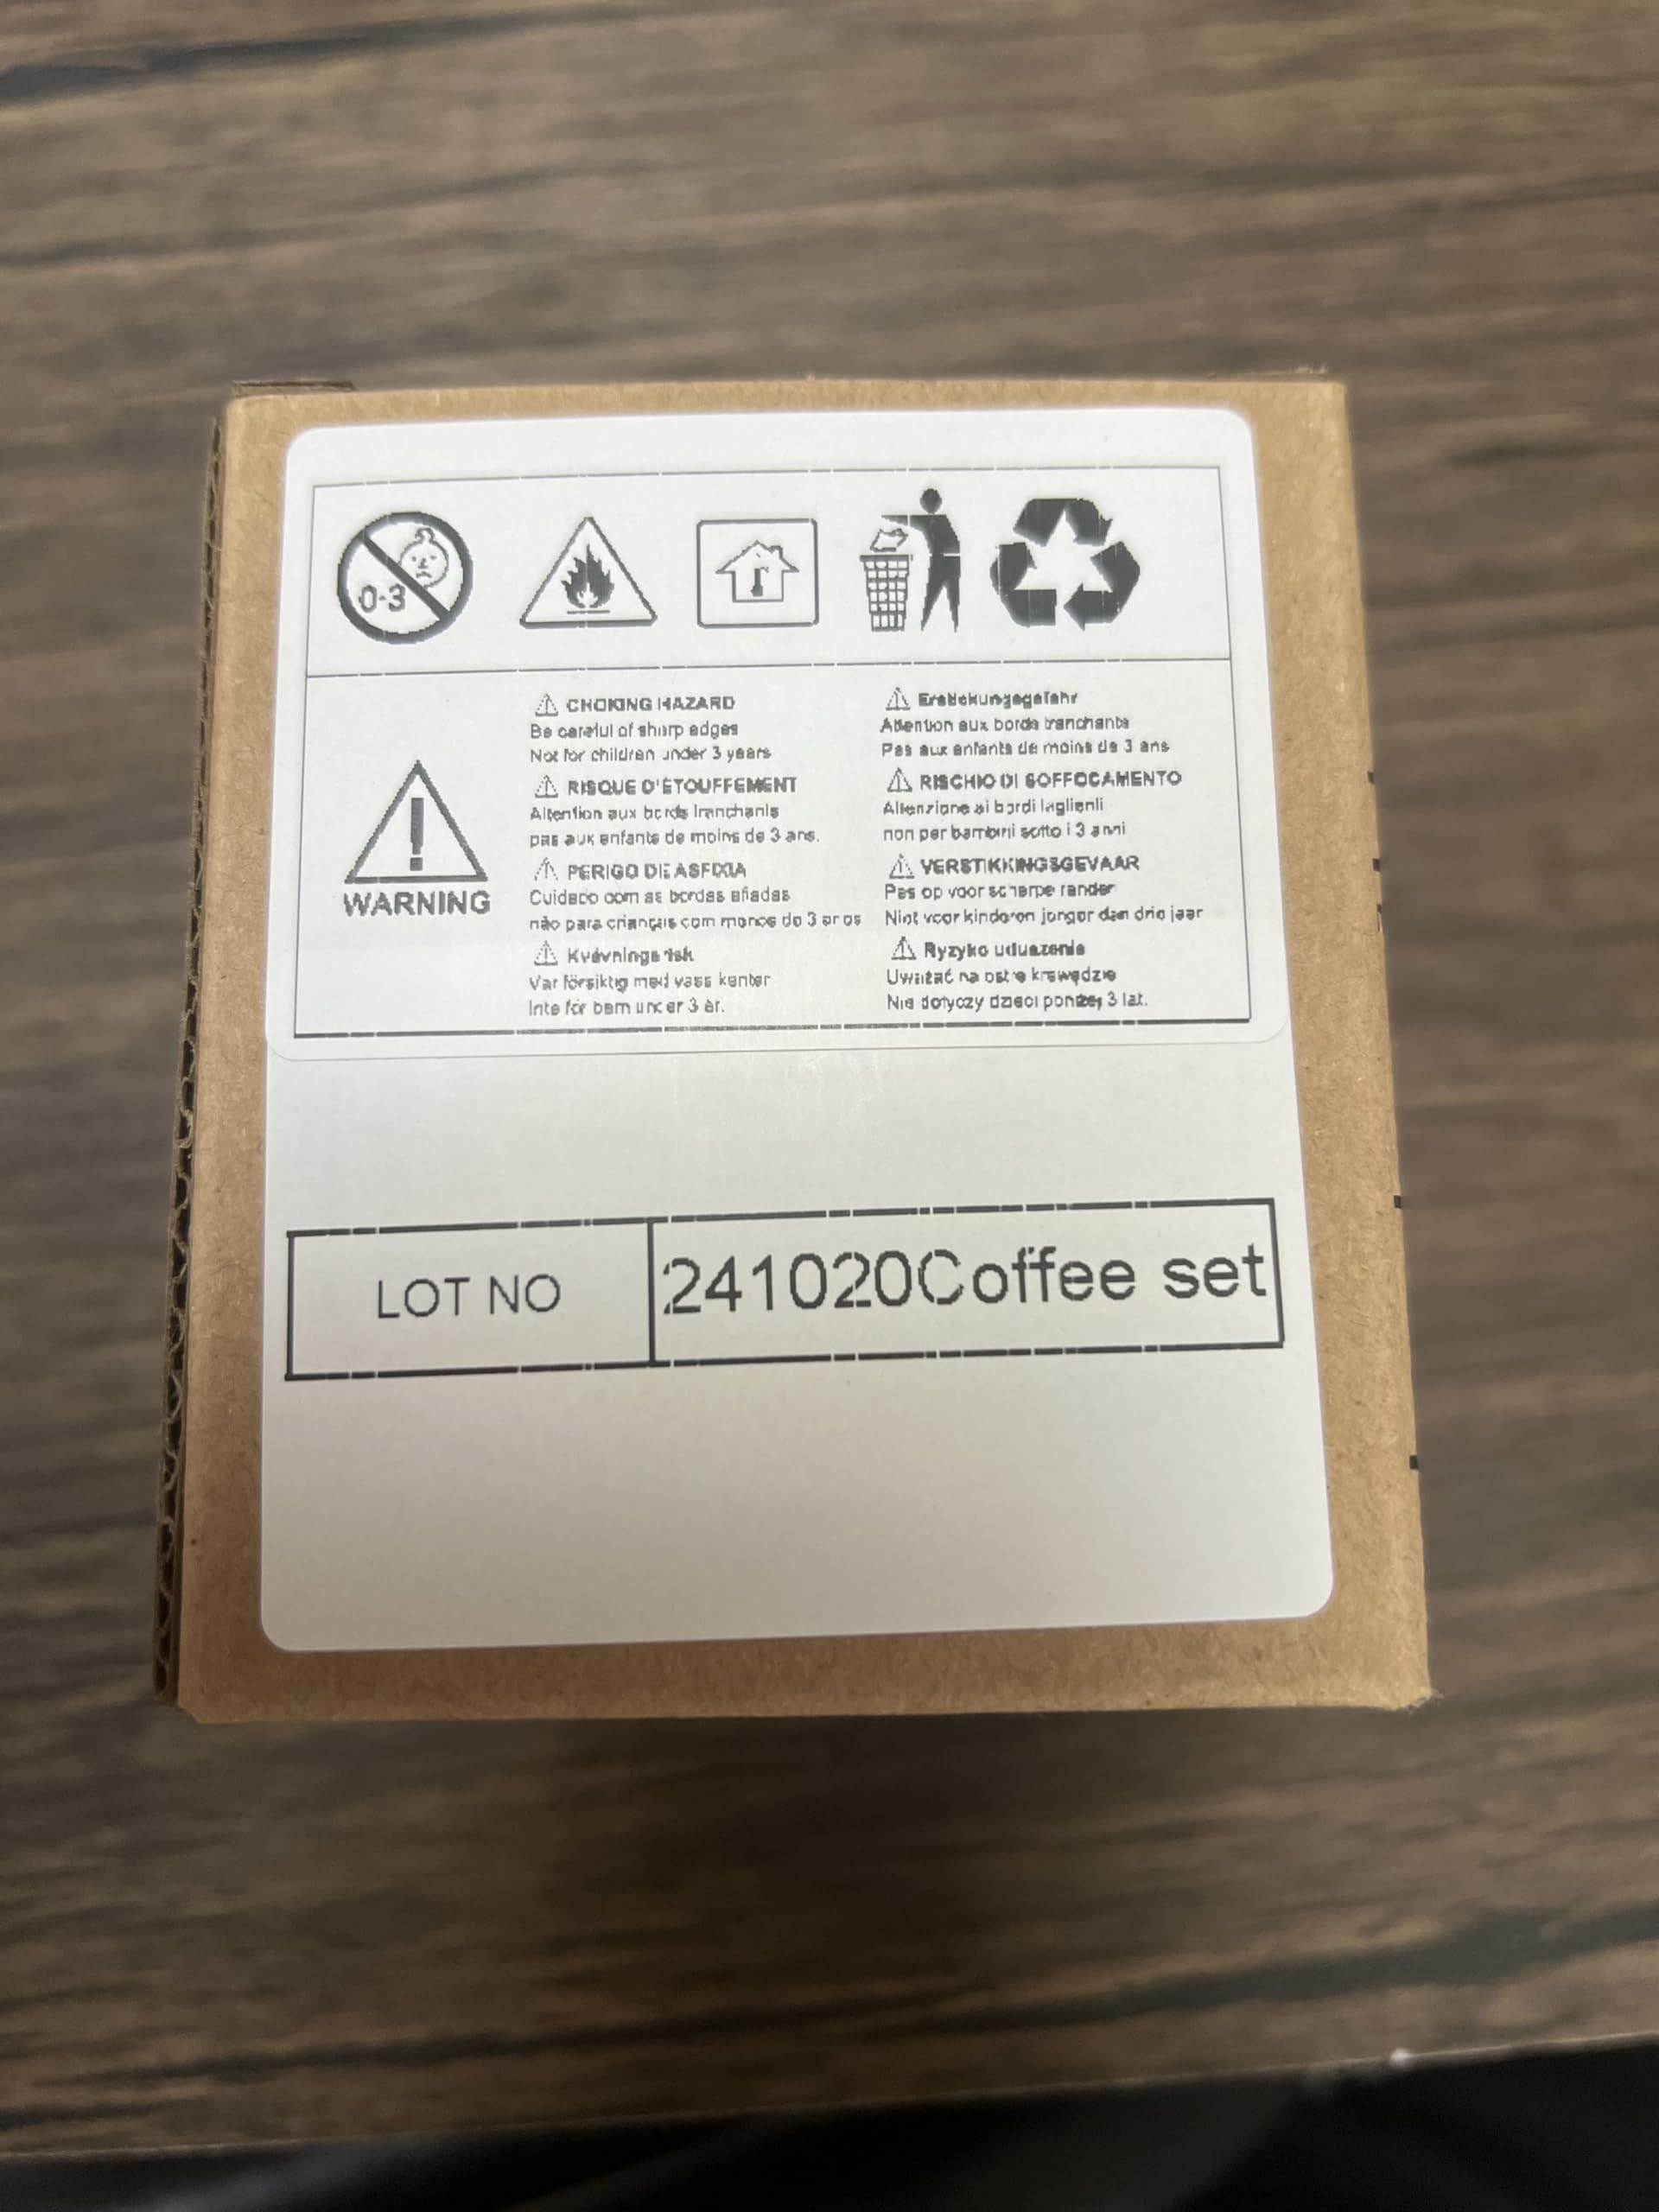 0-3
WARNING
⚠ CHOKING HAZARD
Be careful of sharp edges
Not for children under 3 years
⚠ RISQUE D'ÉTOUFFEMENT
Attention aux bords tranchants
pas aux enfants de moins de 3 ans.
⚠ PERIGO DE ASFIXIA
Cuidado com as bordas afiadas
não para crianças com menos de 3 anos
⚠ Kvävnings risk
Var försiktig med vass kanter
Inte för barn under 3 år.
⚠ Erstickungsgefahr
Attention aux bords tranchants
Pas aux enfants de moins de 3 ans
⚠ RISCHIO DI SOFFOCAMENTO
Attenzione ai bordi taglienti
non per bambini sotto i 3 anni
⚠ VERSTIKKINGSGEVAAR
Pas op voor scherpe randen
Niet voor kinderen jonger dan drie jaar
⚠ Ryzyko
Uważać na ostre krawędzie
Nie dotyczy dzieci 3 lat.
LOT NO
241020Coffee set